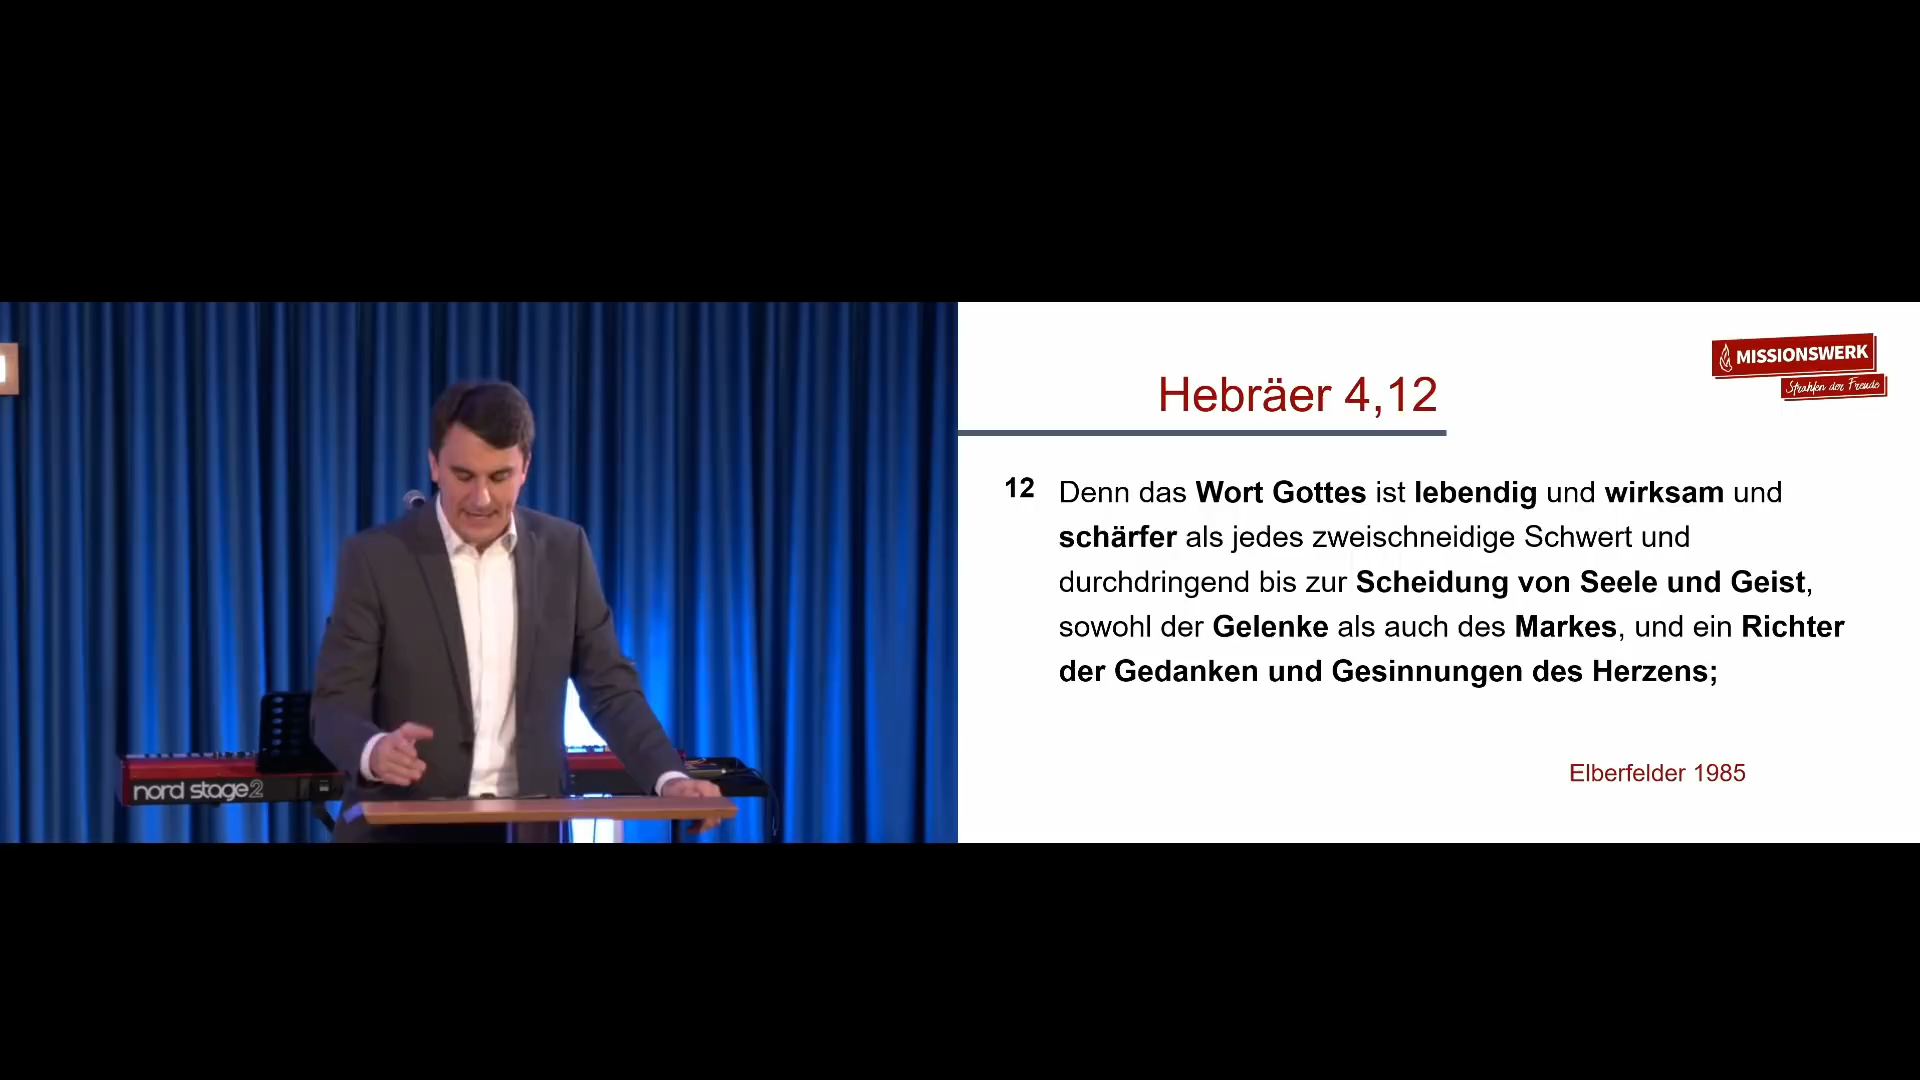 nord stage2
MISSIONSWERK
Strahlen der Freude
Hebräer 4,12
12 Denn das Wort Gottes ist lebendig und wirksam und
schärfer als jedes zweischneidige Schwert und
durchdringend bis zur Scheidung von Seele und Geist,
sowohl der Gelenke als auch des Markes, und ein Richter
der Gedanken und Gesinnungen des Herzens;
Elberfelder 1985